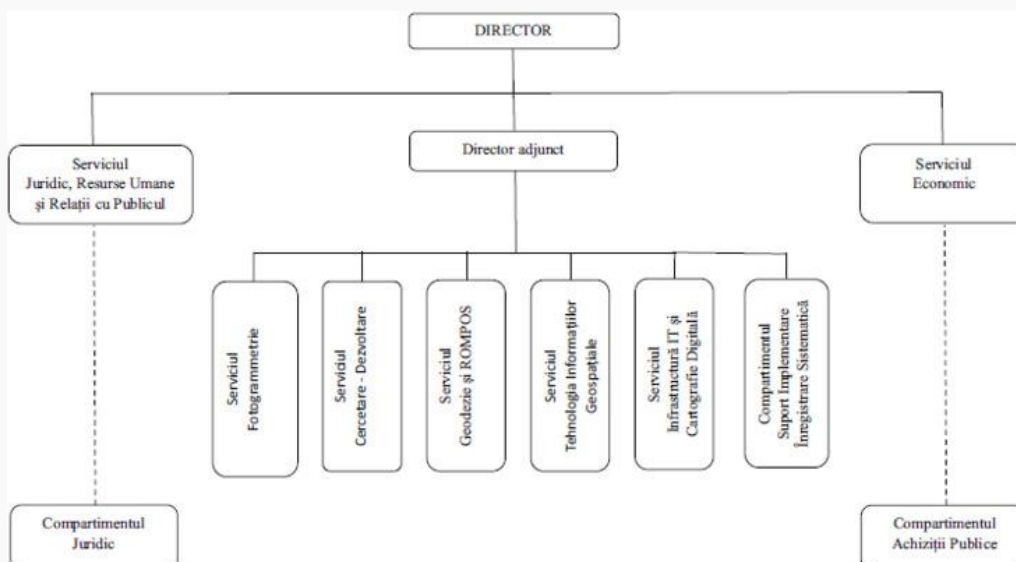 DIRECTOR
Serviciul
Juridic, Resurse Umane
și Relații cu Publicul
Director adjunct
Serviciul
Economic
Serviciul
Fotogrammetrie
Serviciul
Cercetare - Dezvoltare
Serviciul
Geodezie și ROMPOS
Serviciul
Tehnologia Informațiilor
Geospațiale
Serviciul
Infrastructură IT și
Cartografie Digitală
Compartimentul
Suport Implementare
Înregistrare Sistematică
Compartimentul
Juridic
Compartimentul
Achiziții Publice